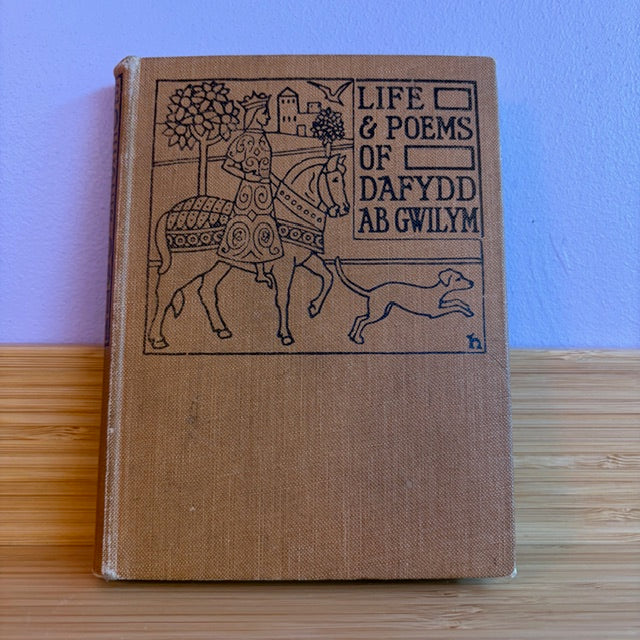 LIFE
& POEMS
OF
DAFYDD
AB GWILYM
h